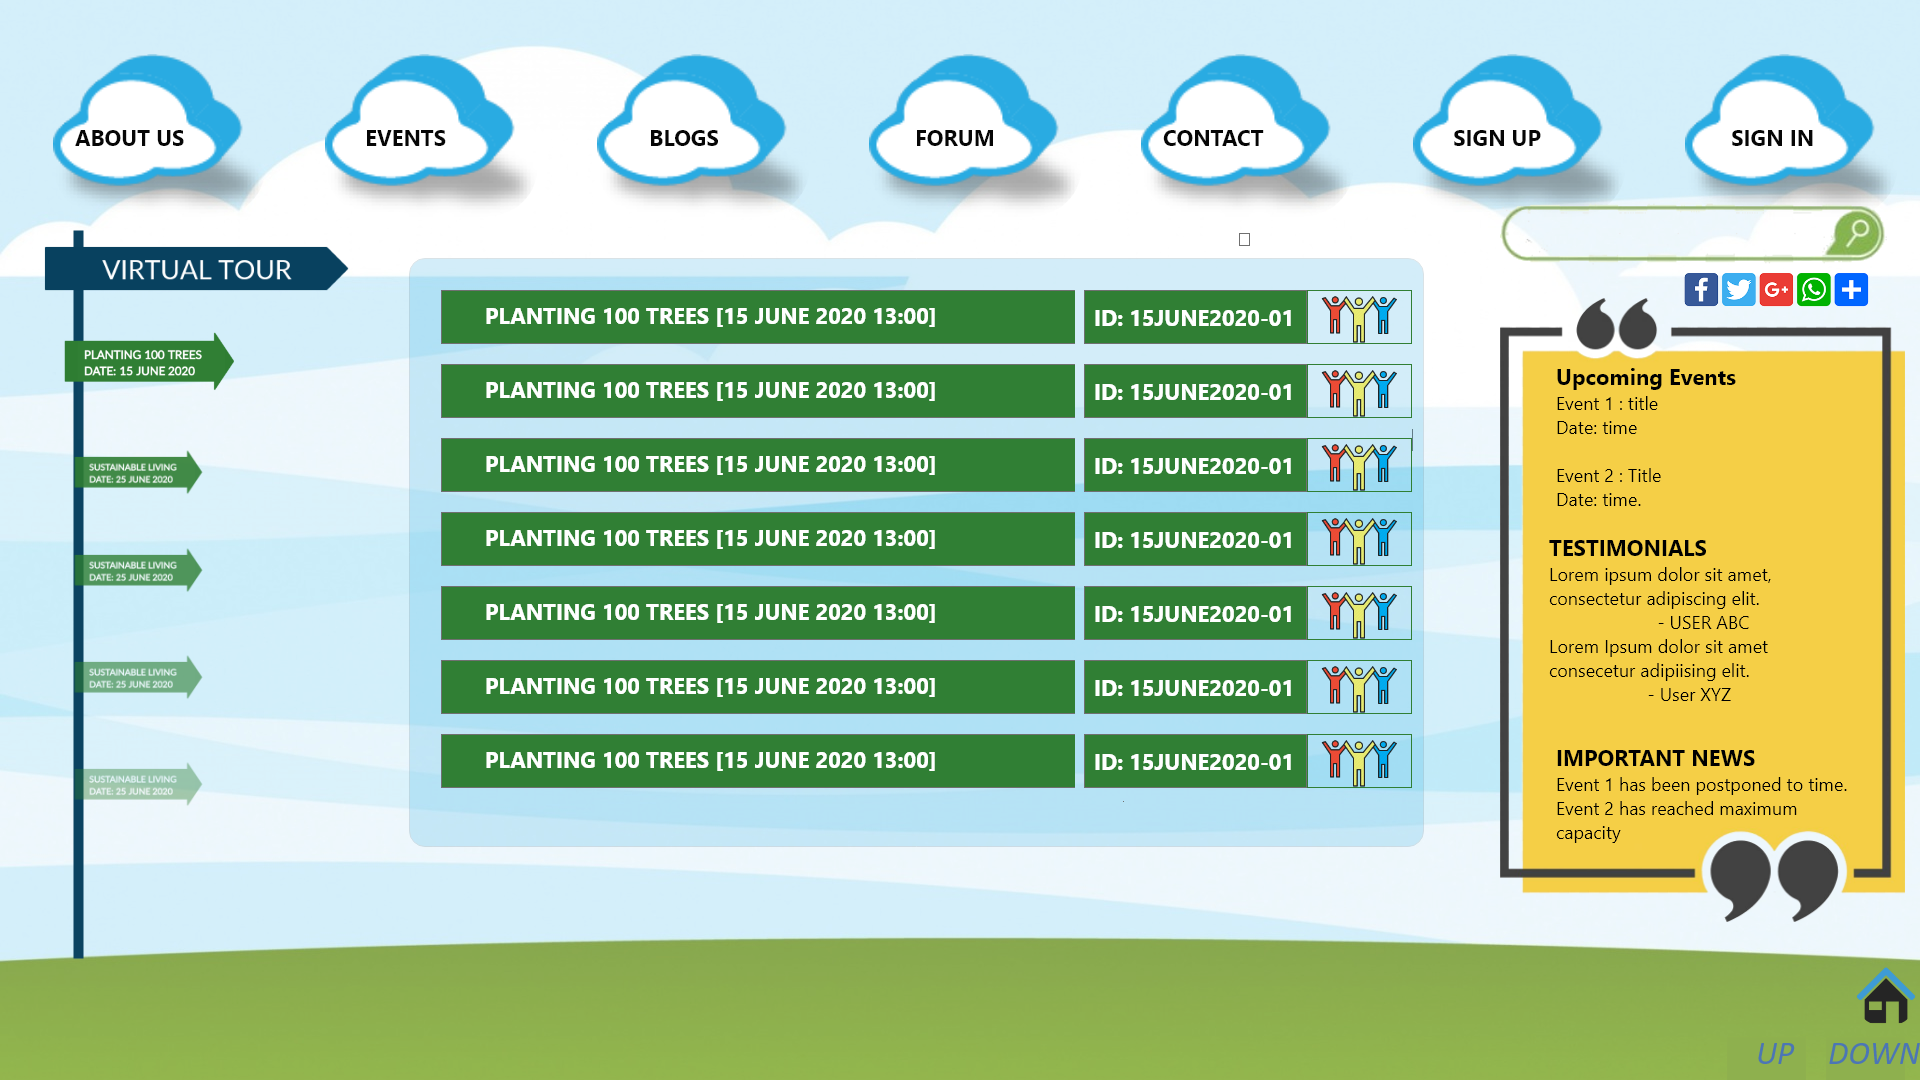 ABOUT US
EVENTS
BLOGS
FORUM
CONTACT
SIGN UP
SIGN IN
VIRTUAL TOUR
PLANTING 100 TREES
DATE: 15 JUNE 2020
SUSTAINABLE LIVING
DATE: 25 JUNE 2020
SUSTAINABLE LIVING
DATE: 25 JUNE 2020
SUSTAINABLE LIVING
DATE: 25 JUNE 2020
SUSTAINABLE LIVING
DATE: 25 JUNE 2020
PLANTING 100 TREES [15 JUNE 2020 13:00] ID: 15JUNE2020-01
PLANTING 100 TREES [15 JUNE 2020 13:00] ID: 15JUNE2020-01
PLANTING 100 TREES [15 JUNE 2020 13:00] ID: 15JUNE2020-01
PLANTING 100 TREES [15 JUNE 2020 13:00] ID: 15JUNE2020-01
PLANTING 100 TREES [15 JUNE 2020 13:00] ID: 15JUNE2020-01
PLANTING 100 TREES [15 JUNE 2020 13:00] ID: 15JUNE2020-01
PLANTING 100 TREES [15 JUNE 2020 13:00] ID: 15JUNE2020-01
Upcoming Events
Event 1 : title
Date: time
Event 2 : Title
Date: time.
TESTIMONIALS
Lorem ipsum dolor sit amet,
consectetur adipiscing elit.
- USER ABC
Lorem Ipsum dolor sit amet
consecetur adipiising elit.
- User XYZ
IMPORTANT NEWS
Event 1 has been postponed to time.
Event 2 has reached maximum
capacity
UP DOWN